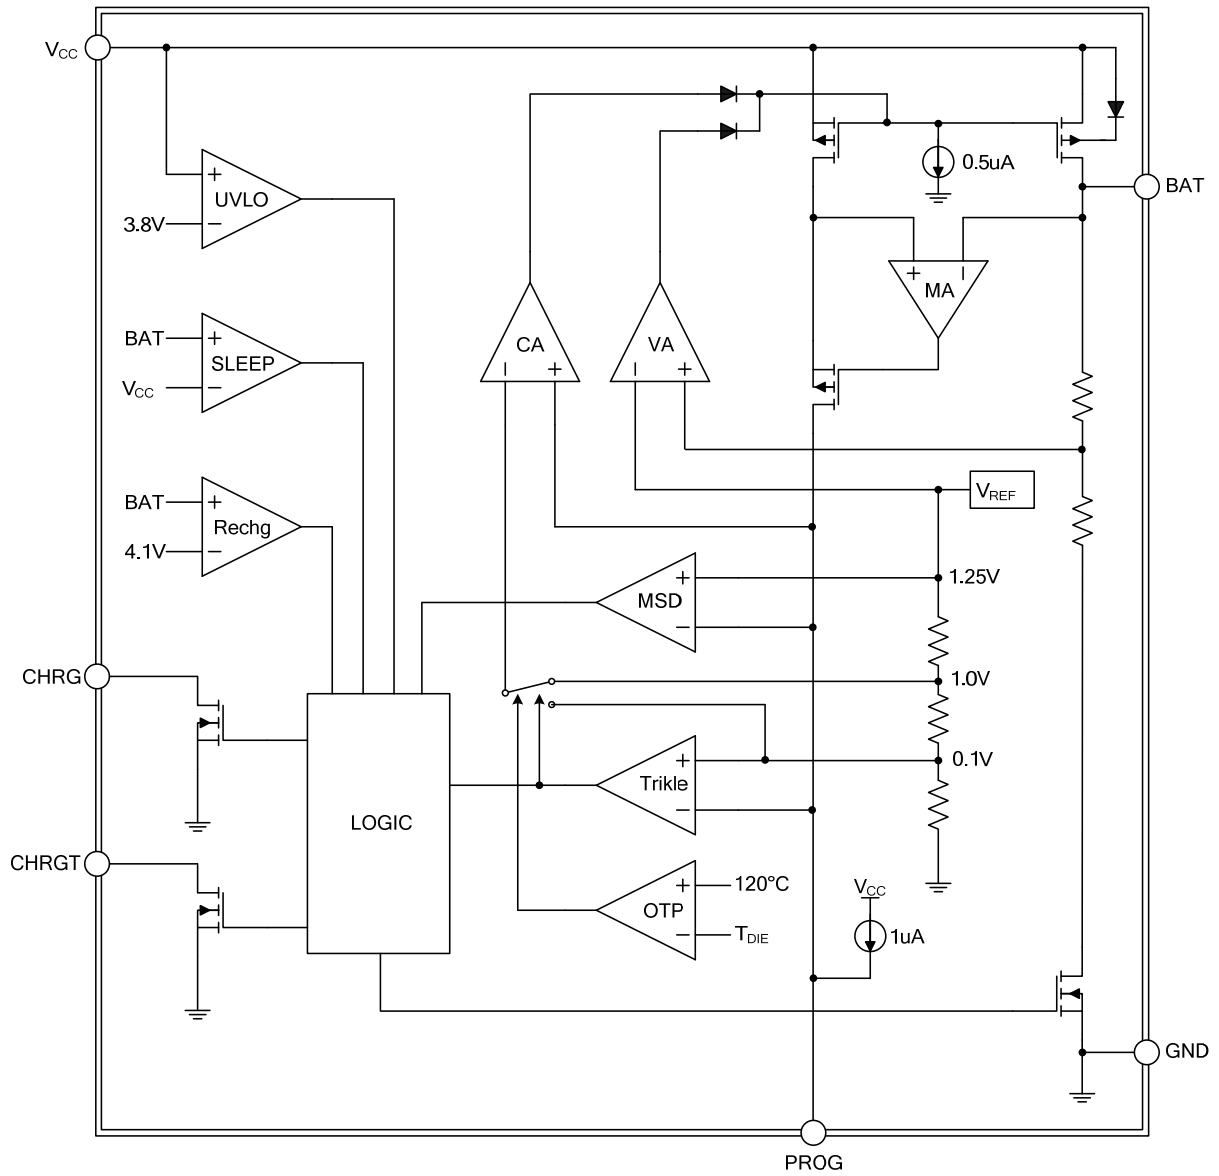 VCC
0.5uA
BAT
+
UVLO
3.8V −
+ −
MA
BAT +
SLEEP
VCC −
CA
− +
VA
− +
BAT +
Rechg
4.1V −
VREF
+
MSD
−
1.25V
CHRG
1.0V
0.1V
+
Trikle
−
LOGIC
CHRGT
+ 120°C
OTP
− TDIE
VCC
1uA
GND
PROG